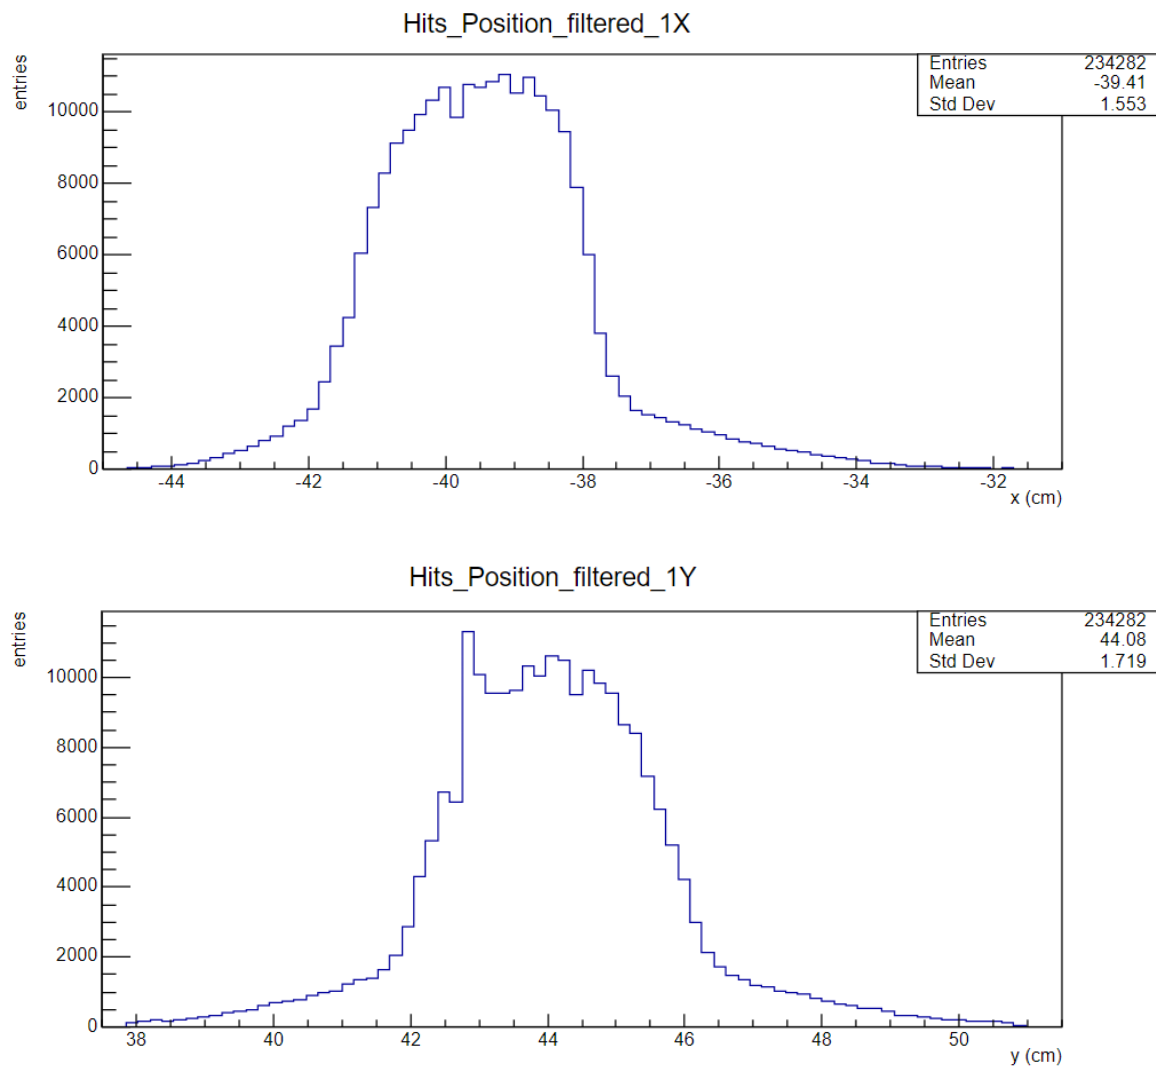 Hits_Position_filtered_1X
entries
Entries 234282
Mean -39.41
Std Dev 1.553
10000
8000
6000
4000
2000
0
-44 -42 -40 -38 -36 -34 -32
x (cm)
Hits_Position_filtered_1Y
entries
Entries 234282
Mean 44.08
Std Dev 1.719
10000
8000
6000
4000
2000
0
38 40 42 44 46 48 50
y (cm)